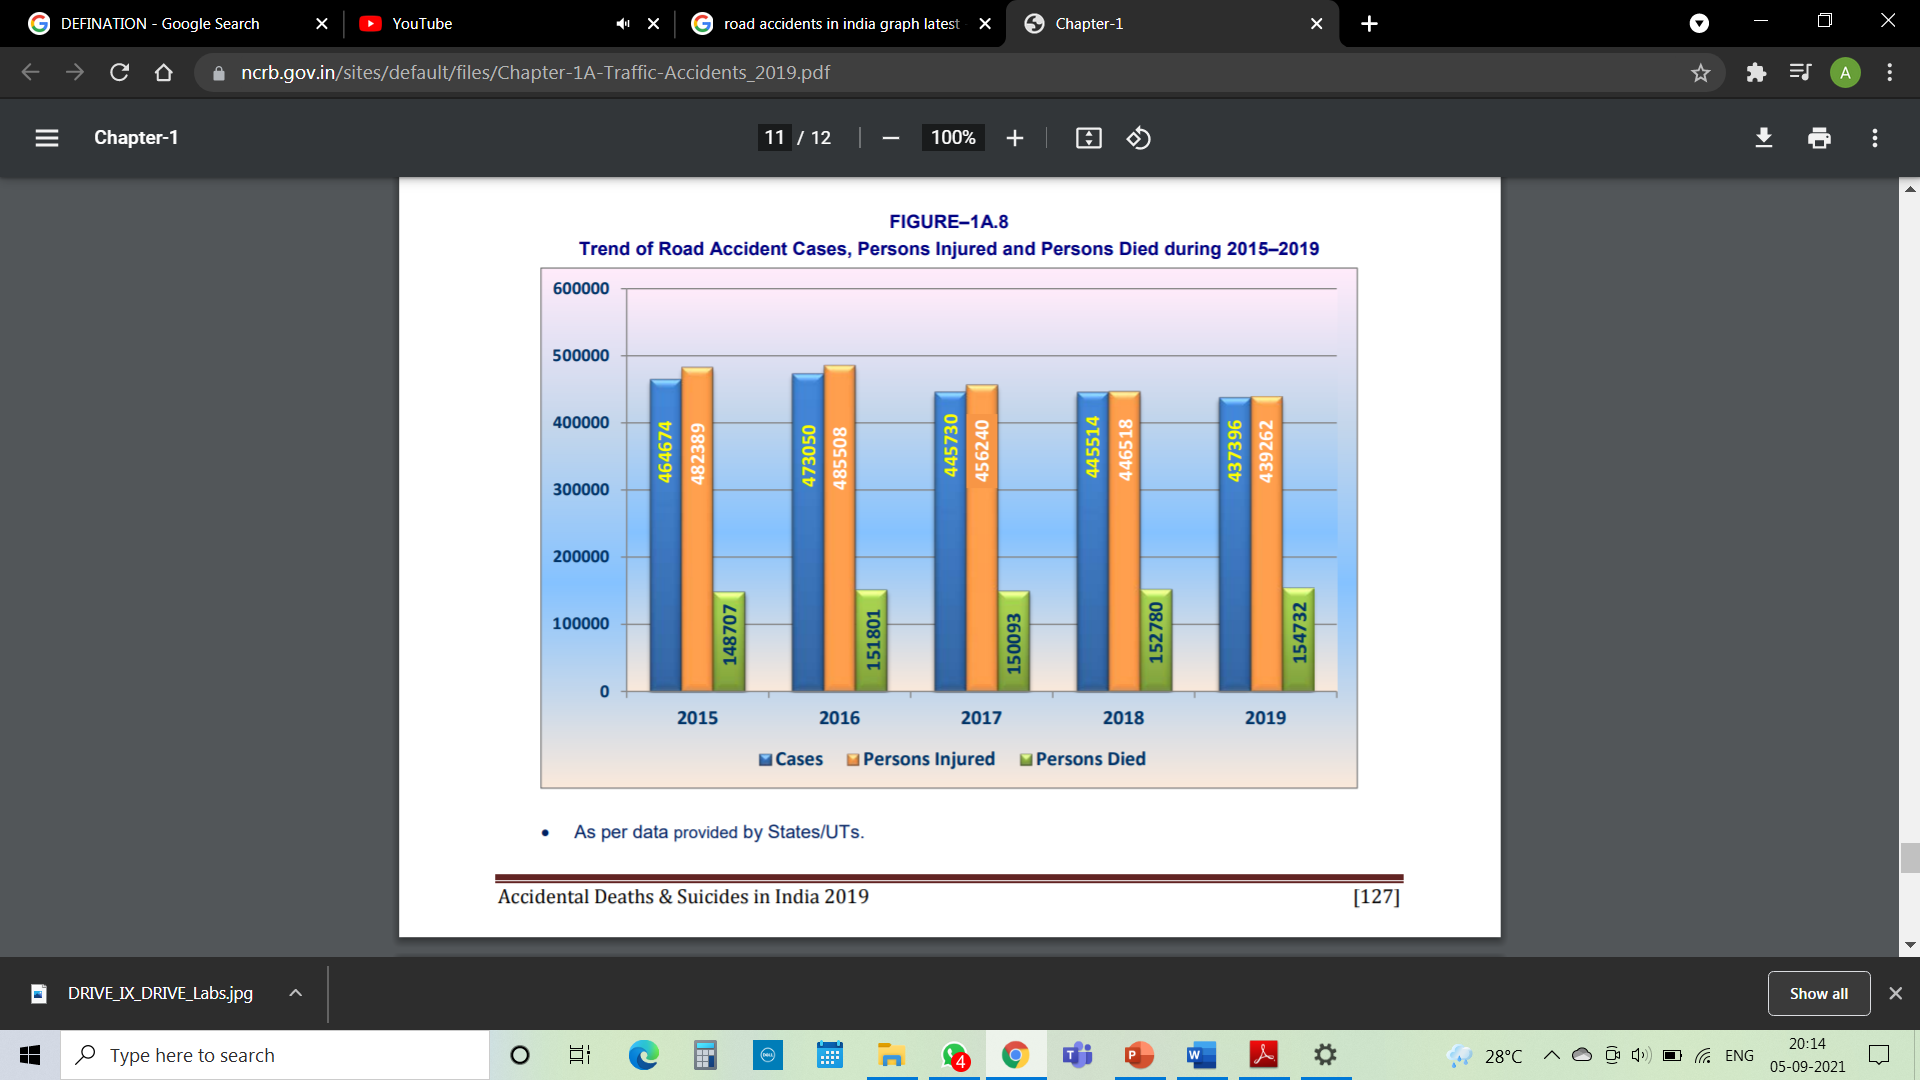 DEFINATION - Google Search
YouTube
road accidents in india graph latest
Chapter-1
ncrb.gov.in/sites/default/files/Chapter-1A-Traffic-Accidents_2019.pdf
A
Chapter-1
11 / 12
100%
FIGURE–1A.8
Trend of Road Accident Cases, Persons Injured and Persons Died during 2015–2019
600000
500000
400000
300000
200000
100000
0
464674
482389
148707
473050
485508
151801
445730
456240
150093
445514
446518
152780
437396
439262
154732
2015
2016
2017
2018
2019
Cases
Persons Injured
Persons Died
• As per data provided by States/UTs.
Accidental Deaths & Suicides in India 2019
[127]
DRIVE_IX_DRIVE_Labs.jpg
Show all
Type here to search
DELL
4
28°C
ENG
20:14
05-09-2021